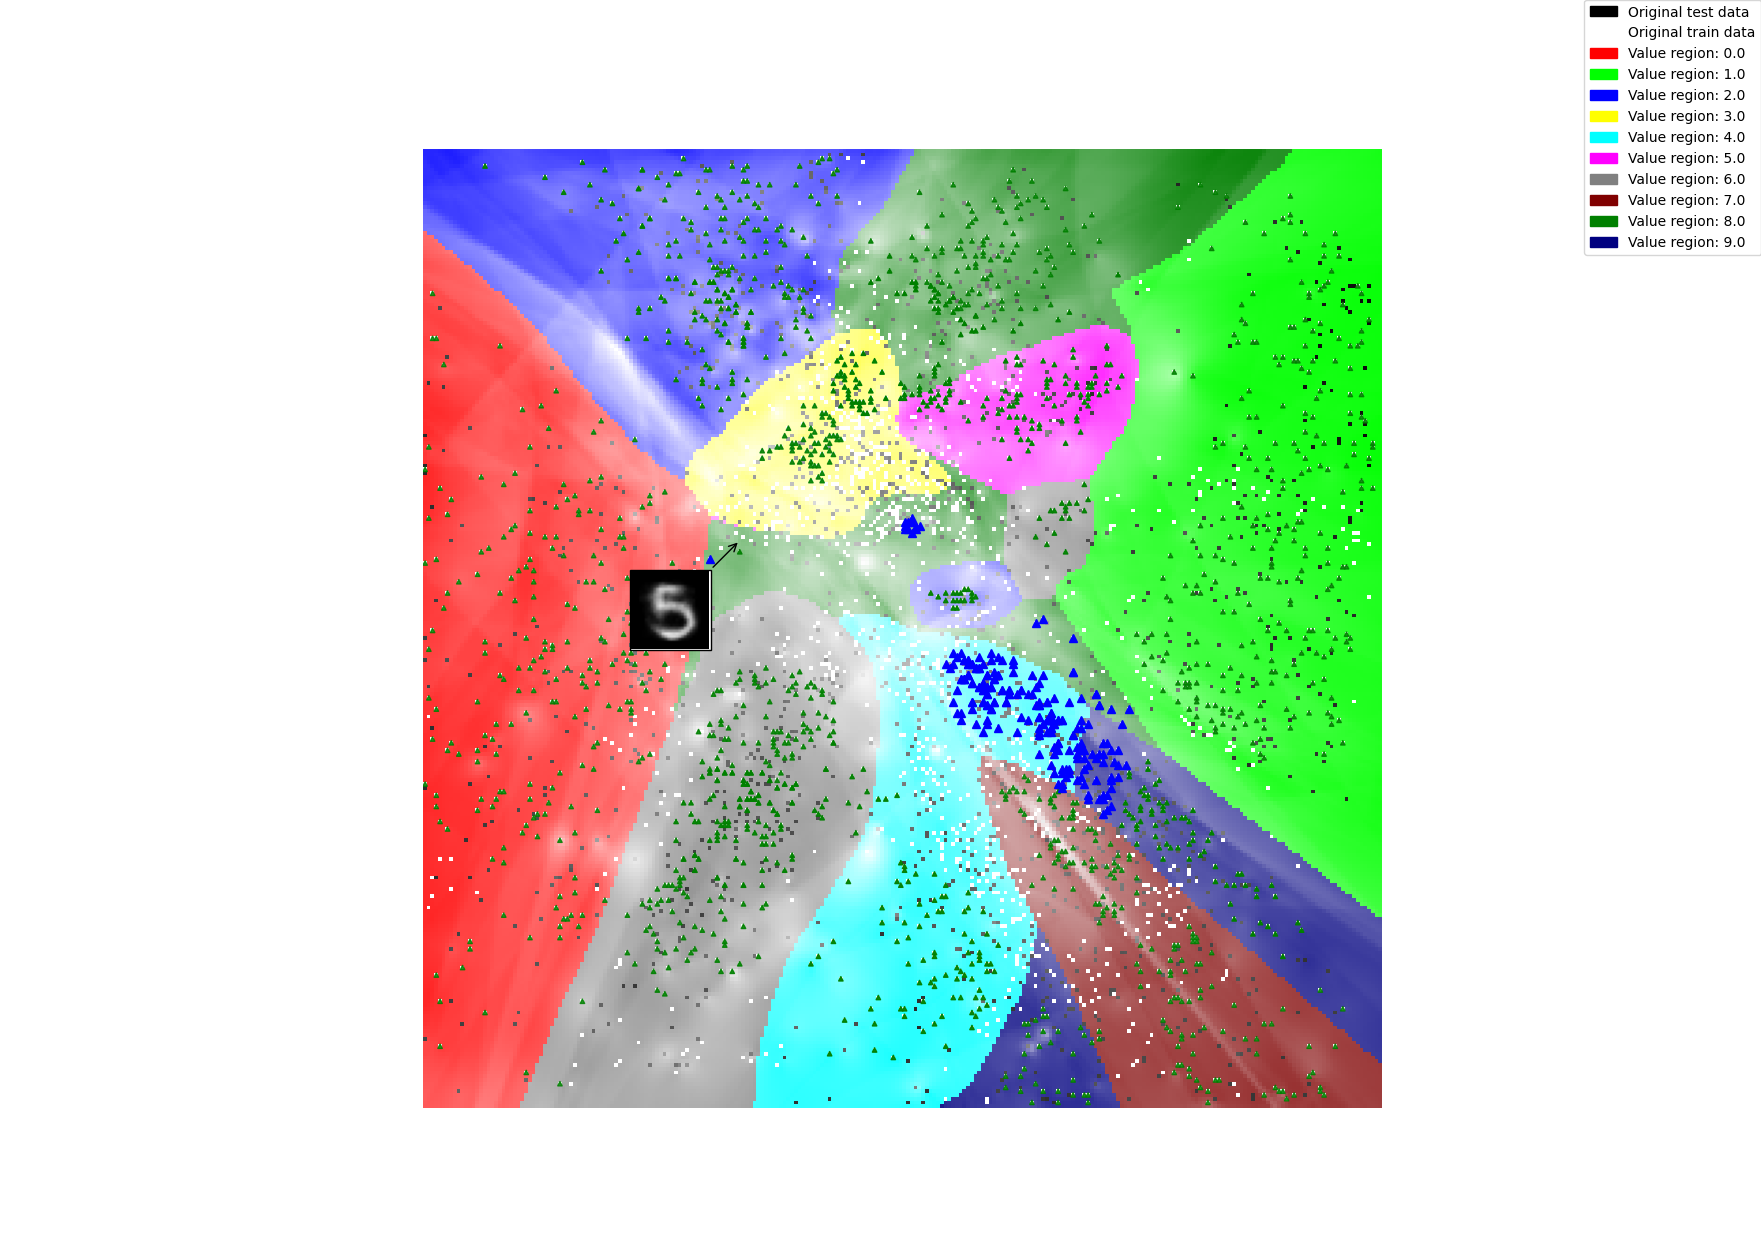 Original test data
Original train data
Value region: 0.0
Value region: 1.0
Value region: 2.0
Value region: 3.0
Value region: 4.0
Value region: 5.0
Value region: 6.0
Value region: 7.0
Value region: 8.0
Value region: 9.0
5